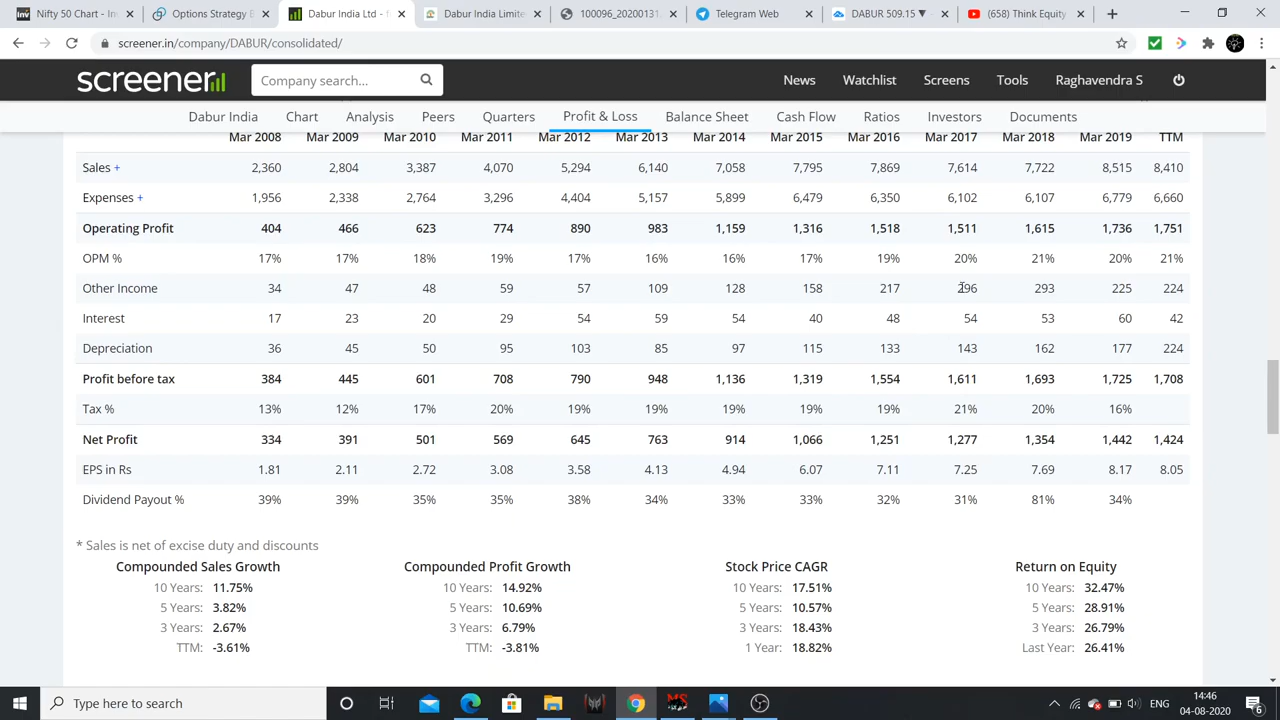 Nifty 50 Chart - In
Options Strategy E
Dabur India Ltd - f
Dabur India Limite
100096_20200131
Telegram Web
DABUR 509.15 ▼
(658) Think Equity
screener.in/company/DABUR/consolidated/
screener
Company search...
News Watchlist Screens Tools Raghavendra S
Dabur India Chart Analysis Peers Quarters Profit & Loss Balance Sheet Cash Flow Ratios Investors Documents
Mar 2008 Mar 2009 Mar 2010 Mar 2011 Mar 2012 Mar 2013 Mar 2014 Mar 2015 Mar 2016 Mar 2017 Mar 2018 Mar 2019 TTM
Sales + 2,360 2,804 3,387 4,070 5,294 6,140 7,058 7,795 7,869 7,614 7,722 8,515 8,410
Expenses + 1,956 2,338 2,764 3,296 4,404 5,157 5,899 6,479 6,350 6,102 6,107 6,779 6,660
Operating Profit 404 466 623 774 890 983 1,159 1,316 1,518 1,511 1,615 1,736 1,751
OPM % 17% 17% 18% 19% 17% 16% 16% 17% 19% 20% 21% 20% 21%
Other Income 34 47 48 59 57 109 128 158 217 296 293 225 224
Interest 17 23 20 29 54 59 54 40 48 54 53 60 42
Depreciation 36 45 50 95 103 85 97 115 133 143 162 177 224
Profit before tax 384 445 601 708 790 948 1,136 1,319 1,554 1,611 1,693 1,725 1,708
Tax % 13% 12% 17% 20% 19% 19% 19% 19% 19% 21% 20% 16%
Net Profit 334 391 501 569 645 763 914 1,066 1,251 1,277 1,354 1,442 1,424
EPS in Rs 1.81 2.11 2.72 3.08 3.58 4.13 4.94 6.07 7.11 7.25 7.69 8.17 8.05
Dividend Payout % 39% 39% 35% 35% 38% 34% 33% 33% 32% 31% 81% 34%
* Sales is net of excise duty and discounts
Compounded Sales Growth
10 Years: 11.75%
5 Years: 3.82%
3 Years: 2.67%
TTM: -3.61%
Compounded Profit Growth
10 Years: 14.92%
5 Years: 10.69%
3 Years: 6.79%
TTM: -3.81%
Stock Price CAGR
10 Years: 17.51%
5 Years: 10.57%
3 Years: 18.43%
1 Year: 18.82%
Return on Equity
10 Years: 32.47%
5 Years: 28.91%
3 Years: 26.79%
Last Year: 26.41%
Type here to search
ENG
14:46
04-08-2020
6